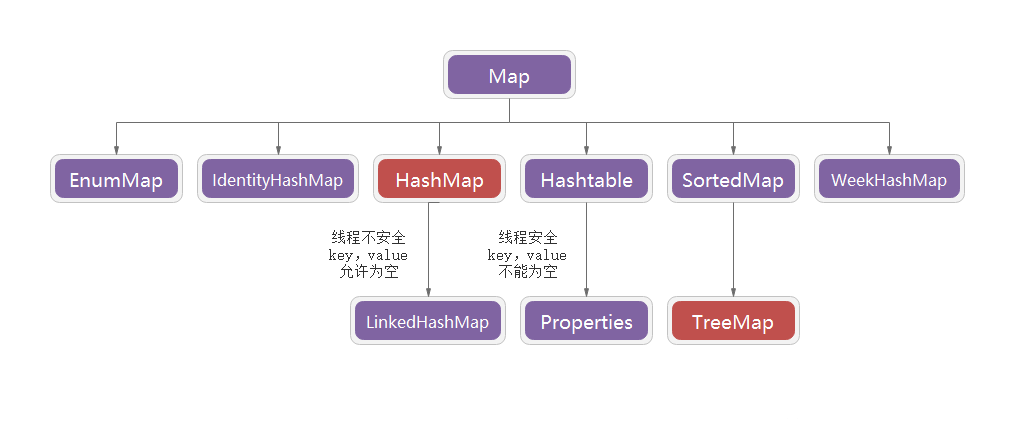 Map
EnumMap
IdentityHashMap
HashMap
Hashtable
SortedMap
WeekHashMap
线程不安全
key，value
允许为空
线程安全
key，value
不能为空
LinkedHashMap
Properties
TreeMap